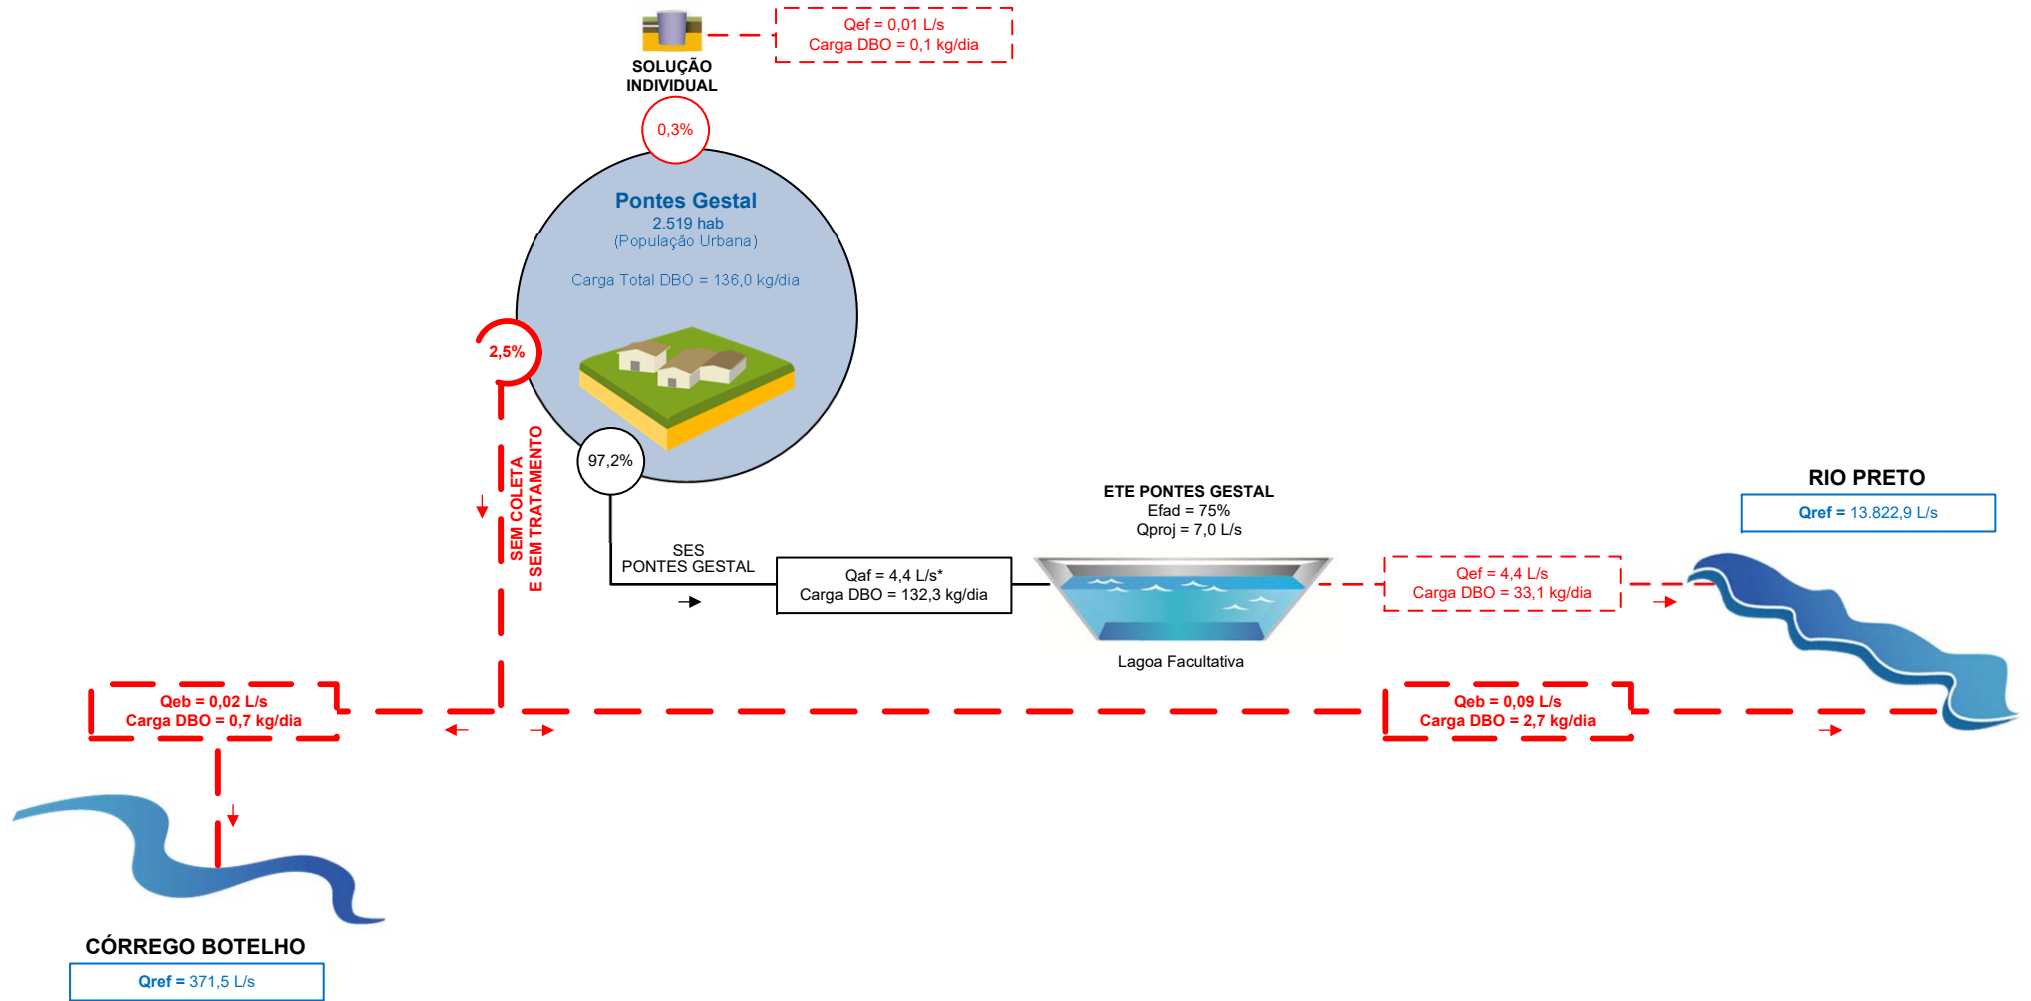 Qef = 0,01 L/s
Carga DBO = 0,1 kg/dia
SOLUÇÃO
INDIVIDUAL
0,3%
Pontes Gestal
2.519 hab
(População Urbana)
Carga Total DBO = 136,0 kg/dia
2,5%
97,2%
SEM COLETA
E SEM TRATAMENTO
SES
PONTES GESTAL
Qaf = 4,4 L/s*
Carga DBO = 132,3 kg/dia
ETE PONTES GESTAL
Efad = 75%
Qproj = 7,0 L/s
Lagoa Facultativa
Qef = 4,4 L/s
Carga DBO = 33,1 kg/dia
RIO PRETO
Qref = 13.822,9 L/s
Qeb = 0,02 L/s
Carga DBO = 0,7 kg/dia
Qeb = 0,09 L/s
Carga DBO = 2,7 kg/dia
CÓRREGO BOTELHO
Qref = 371,5 L/s